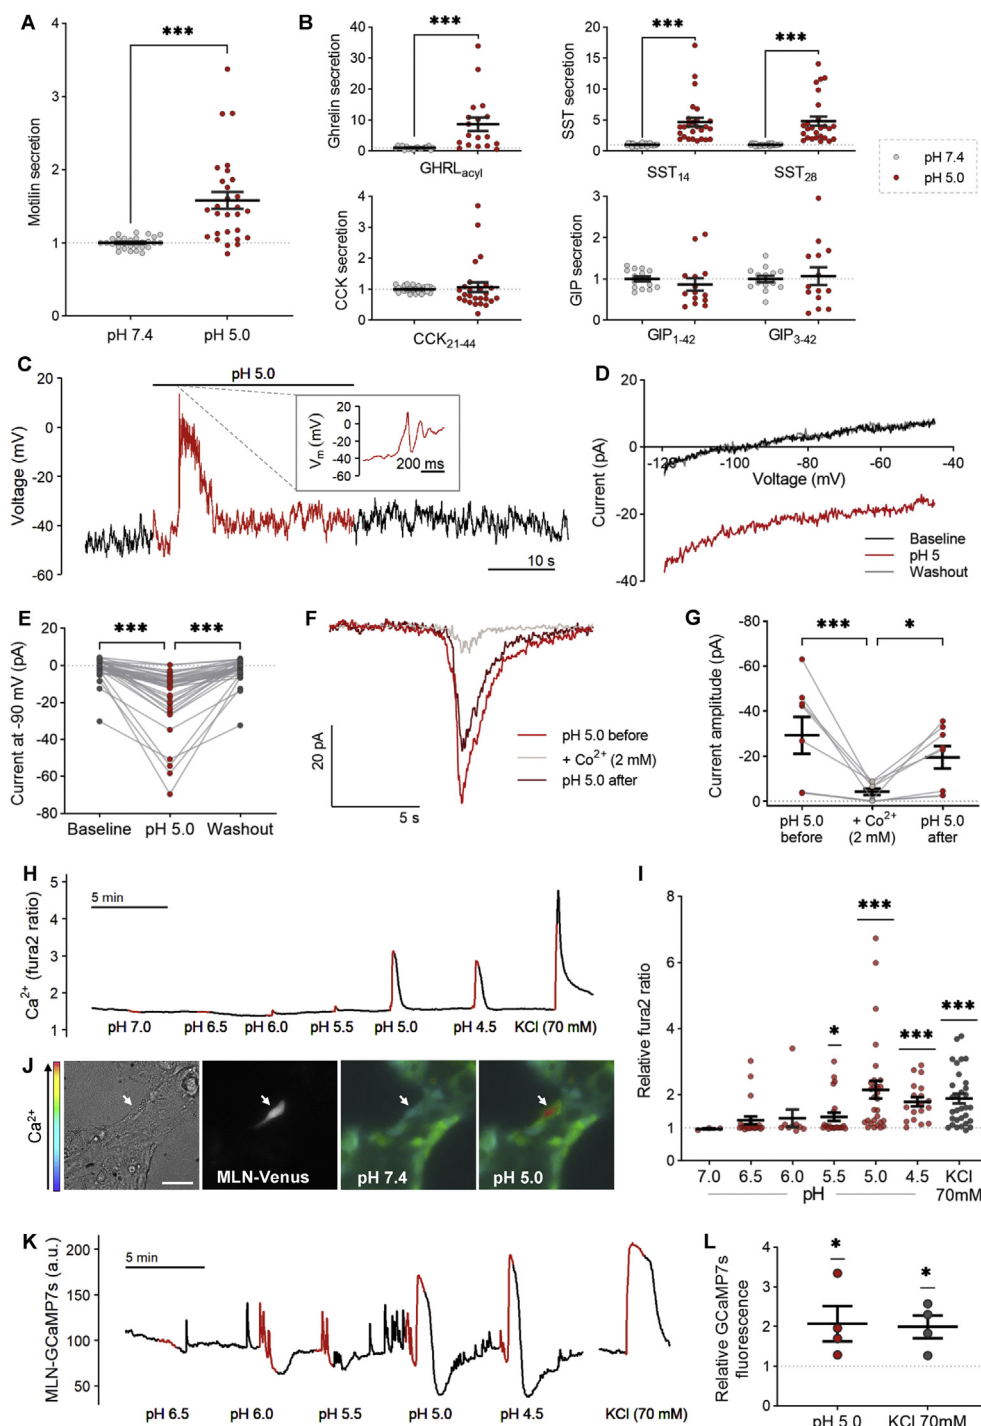 A
***
Motilin secretion
4
3
2
1
0
pH 7.4
pH 5.0
B
***
Ghrelin secretion
40
30
20
10
0
GHRLacyl
***
***
SST secretion
20
15
10
5
0
SST14
SST28
pH 7.4
pH 5.0
CCK secretion
4
3
2
1
0
CCK21-44
GIP secretion
3
2
1
0
GIP1-42
GIP3-42
C
pH 5.0
Voltage (mV)
20
0
-20
-40
-60
Vm (mV)
20
0
-20
-40
-60
200 ms
10 s
D
Current (pA)
20
0
-20
-40
-120
-100
-80
-60
-40
Voltage (mV)
Baseline
pH 5
Washout
E
***
***
Current at -90 mV (pA)
20
0
-20
-40
-60
-80
Baseline
pH 5.0
Washout
F
20 pA
5 s
pH 5.0 before
+ Co2+ (2 mM)
pH 5.0 after
G
***
*
Current amplitude (pA)
-80
-60
-40
-20
0
pH 5.0 before
+ Co2+ (2 mM)
pH 5.0 after
H
5 min
Ca2+ (fura2 ratio)
5
4
3
2
1
pH 7.0
pH 6.5
pH 6.0
pH 5.5
pH 5.0
pH 4.5
KCl (70 mM)
I
Relative fura2 ratio
8
6
4
2
1
0
*
***
***
***
7.0
6.5
6.0
5.5
5.0
4.5
KCl 70mM
pH
J
Ca2+
MLN-Venus
pH 7.4
pH 5.0
K
5 min
MLN-GCaMP7s (a.u.)
200
150
100
50
pH 6.5
pH 6.0
pH 5.5
pH 5.0
pH 4.5
KCl (70 mM)
L
*
*
Relative GCaMP7s fluorescence
4
3
2
1
0
pH 5.0
KCl 70mM